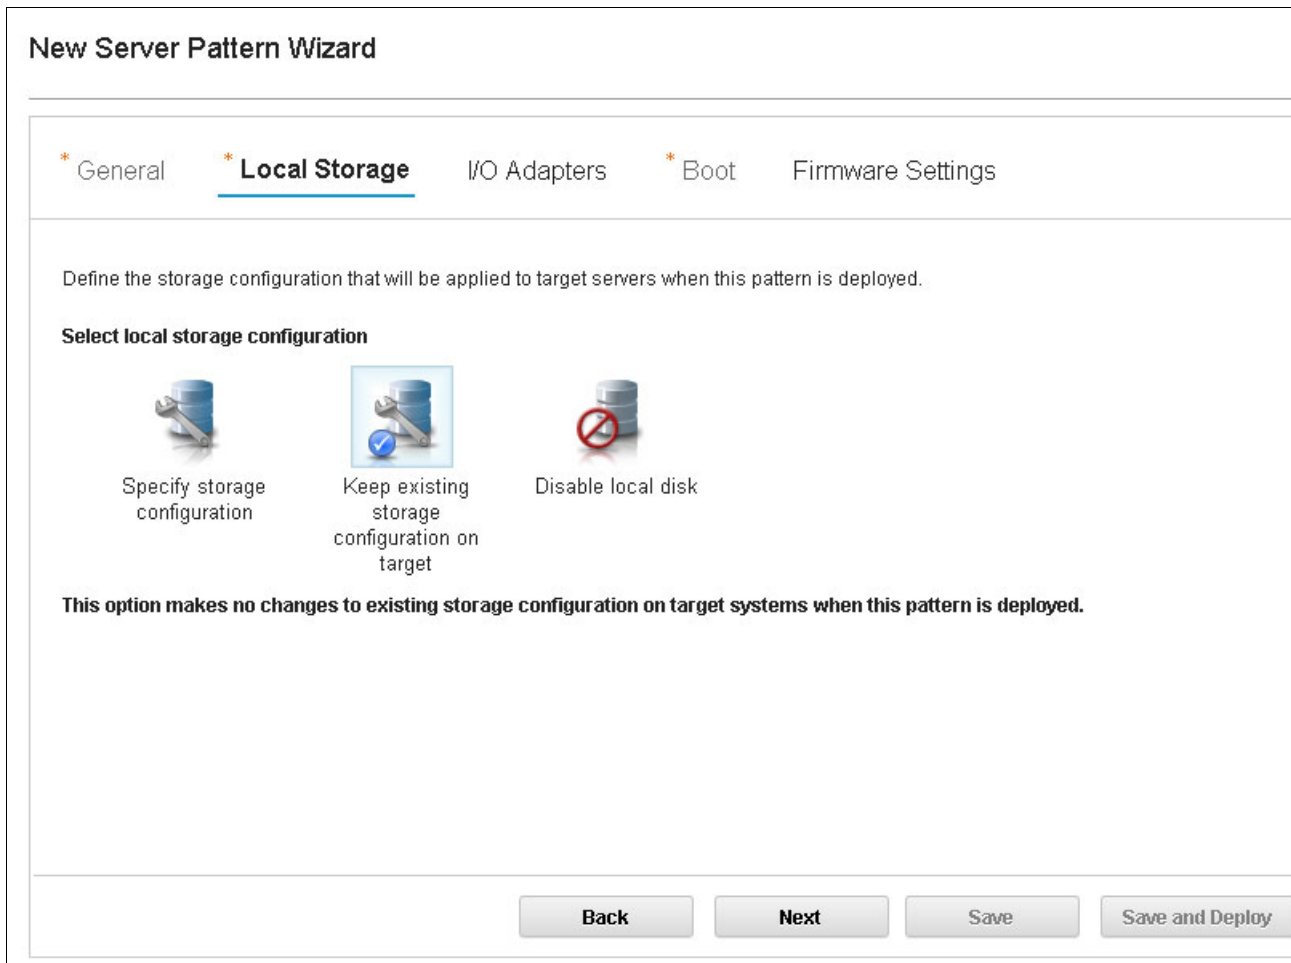 New Server Pattern Wizard
* General * Local Storage I/O Adapters * Boot Firmware Settings
Define the storage configuration that will be applied to target servers when this pattern is deployed.
Select local storage configuration
Specify storage
configuration
Keep existing
storage
configuration on
target
Disable local disk
This option makes no changes to existing storage configuration on target systems when this pattern is deployed.
Back Next Save Save and Deploy